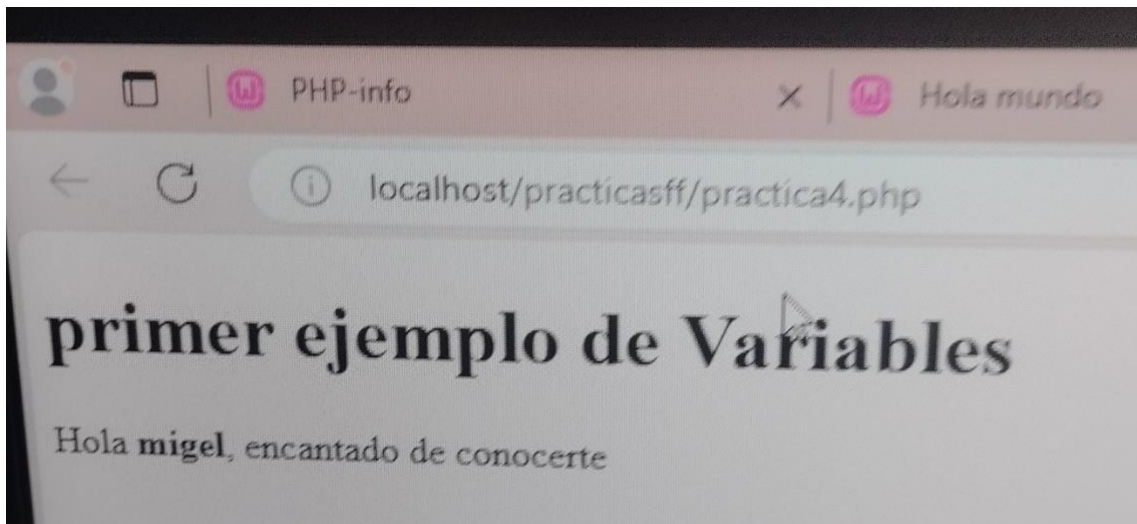 PHP-info
Hola mundo
localhost/practicasff/practica4.php
primer ejemplo de Variables
Hola migel, encantado de conocerte